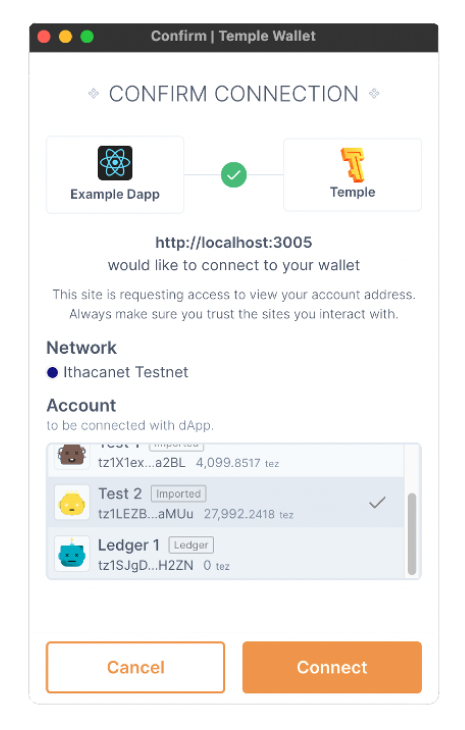 Confirm | Temple Wallet
CONFIRM CONNECTION
Example Dapp
Temple
http://localhost:3005
would like to connect to your wallet
This site is requesting access to view your account address.
Always make sure you trust the sites you interact with.
Network
Ithacanet Testnet
Account
to be connected with dApp.
Test 1 Imported
tz1X1ex...a2BL 4,099.8517 tez
Test 2 Imported
tz1LEZB...aMUu 27,992.2418 tez
Ledger 1 Ledger
tz1SJgD...H2ZN 0 tez
Cancel
Connect